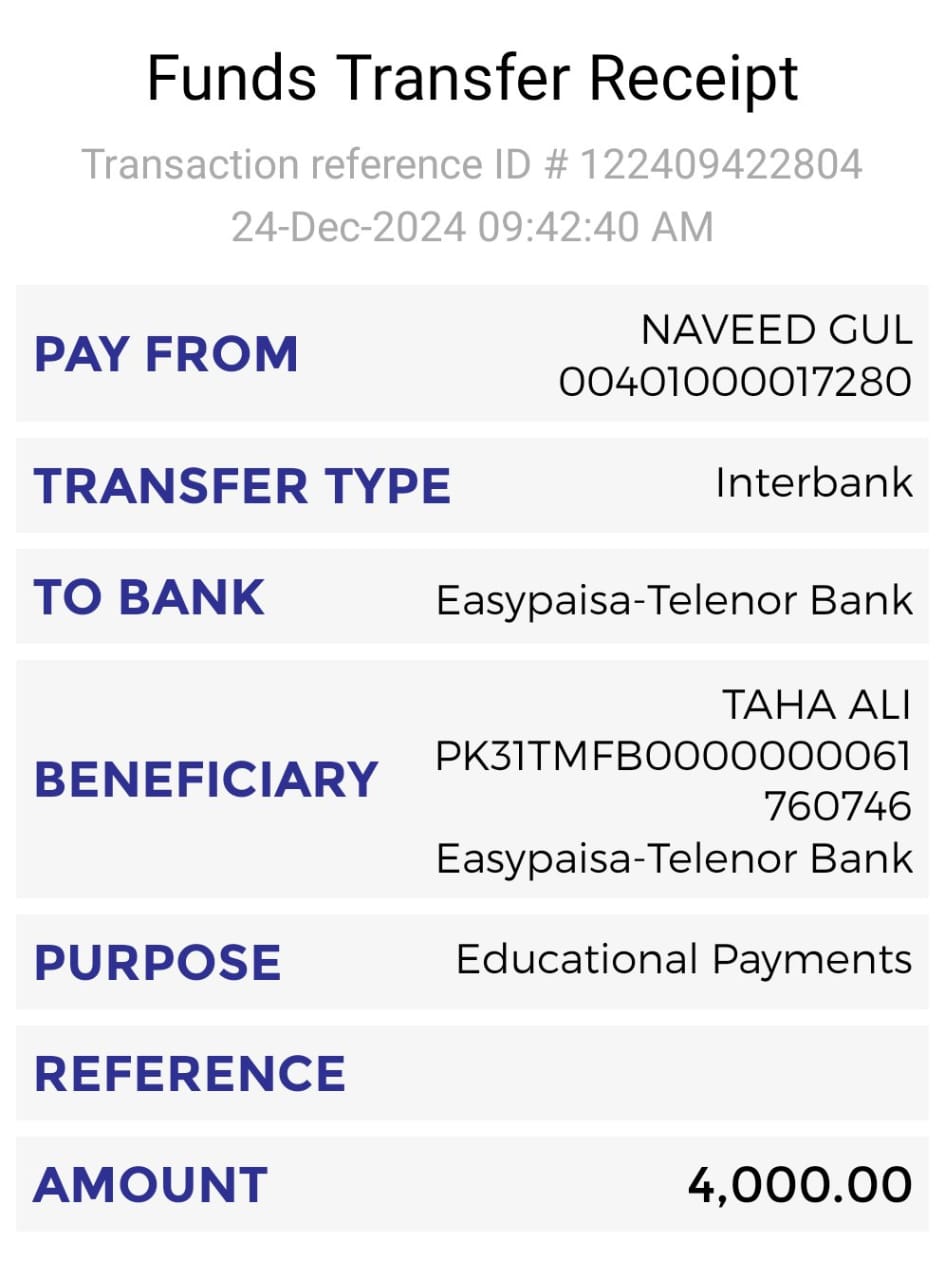 Funds Transfer Receipt
Transaction reference ID # 122409422804
24-Dec-2024 09:42:40 AM
PAY FROM
NAVEED GUL
00401000017280
TRANSFER TYPE
Interbank
TO BANK
Easypaisa-Telenor Bank
BENEFICIARY
TAHA ALI
PK31TMFB0000000061
760746
Easypaisa-Telenor Bank
PURPOSE
Educational Payments
REFERENCE
AMOUNT
4,000.00